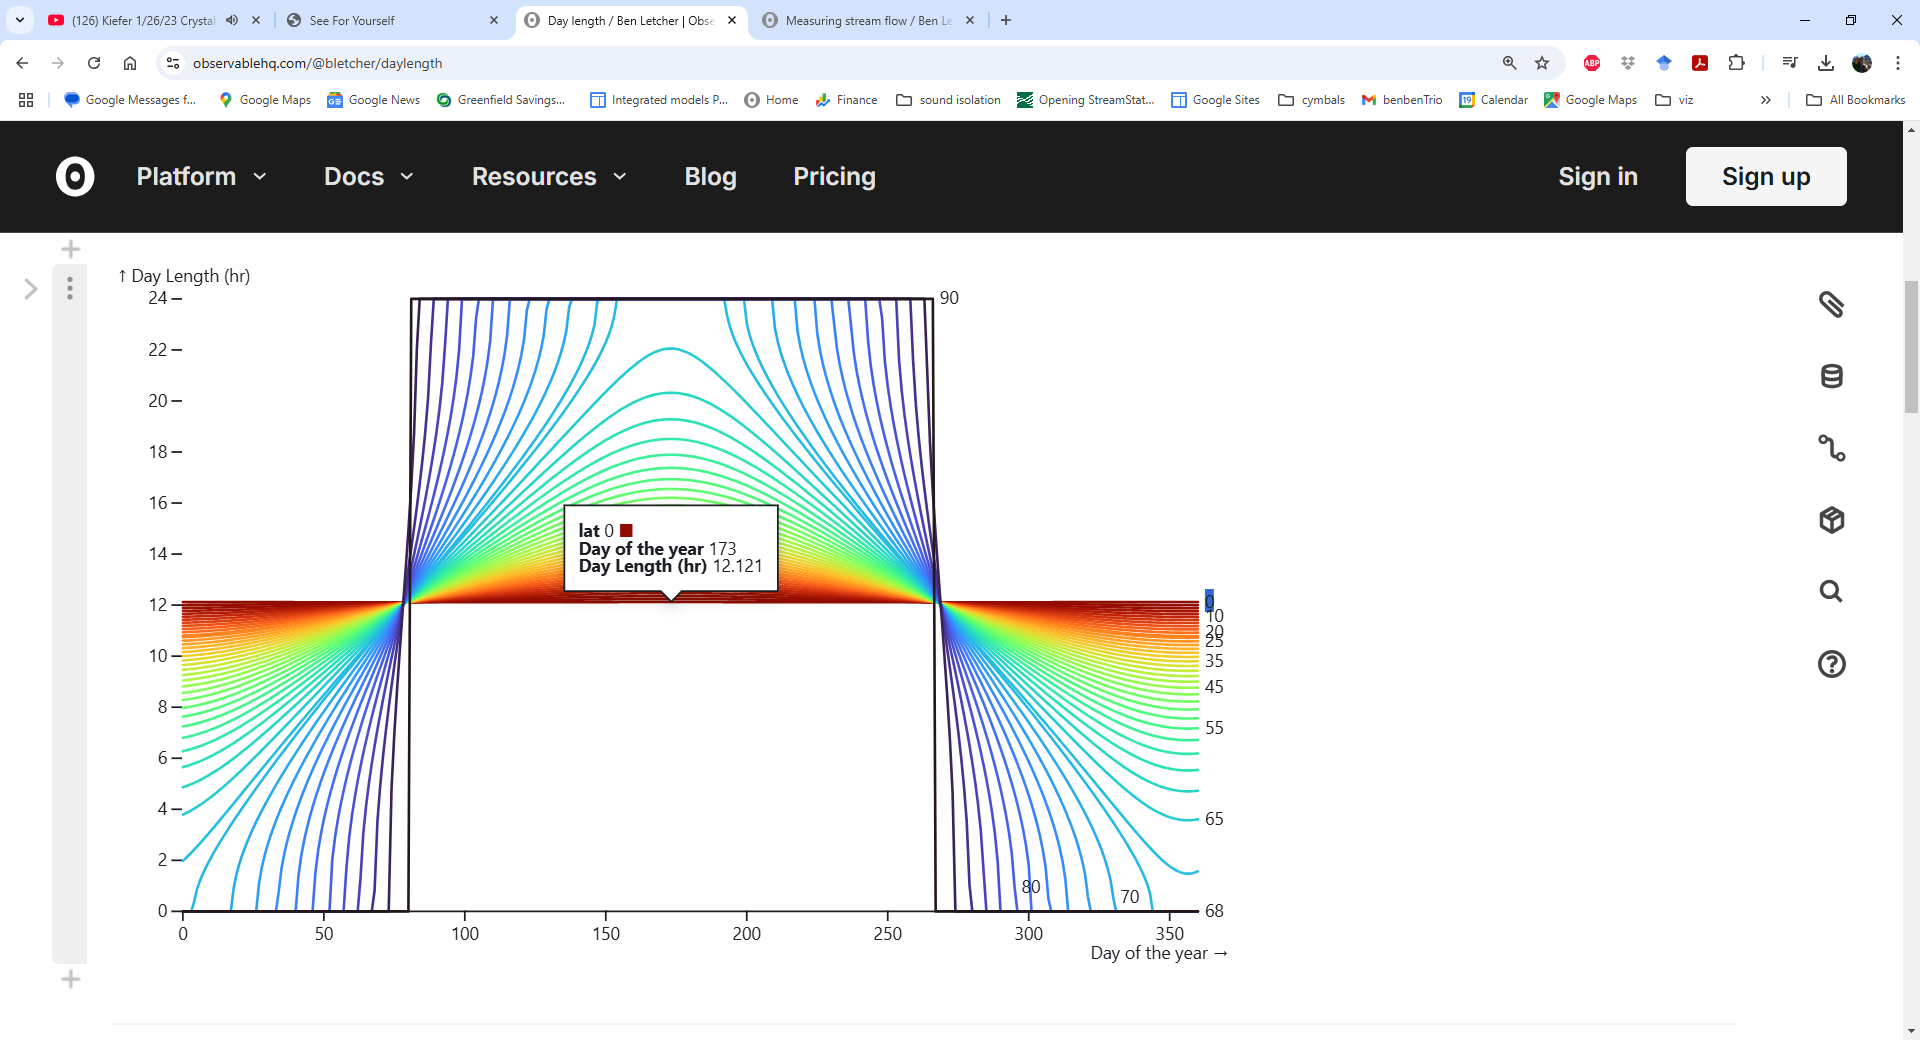 (126) Kiefer 1/26/23 Crystal
See For Yourself
Day length / Ben Letcher | Obse
Measuring stream flow / Ben Le
observablehq.com/@bletcher/daylength
ABP
Google Messages f...
Google Maps
Google News
Greenfield Savings...
Integrated models P...
Home
Finance
sound isolation
Opening StreamStat...
Google Sites
cymbals
benbenTrio
Calendar
Google Maps
viz
All Bookmarks
Platform
Docs
Resources
Blog
Pricing
Sign in
Sign up
↑ Day Length (hr)
24
22
20
18
16
14
12
10
8
6
4
2
0
90
lat 0
Day of the year 173
Day Length (hr) 12.121
0
10
20
25
35
45
55
65
80
70
68
0 50 100 150 200 250 300 350
Day of the year →